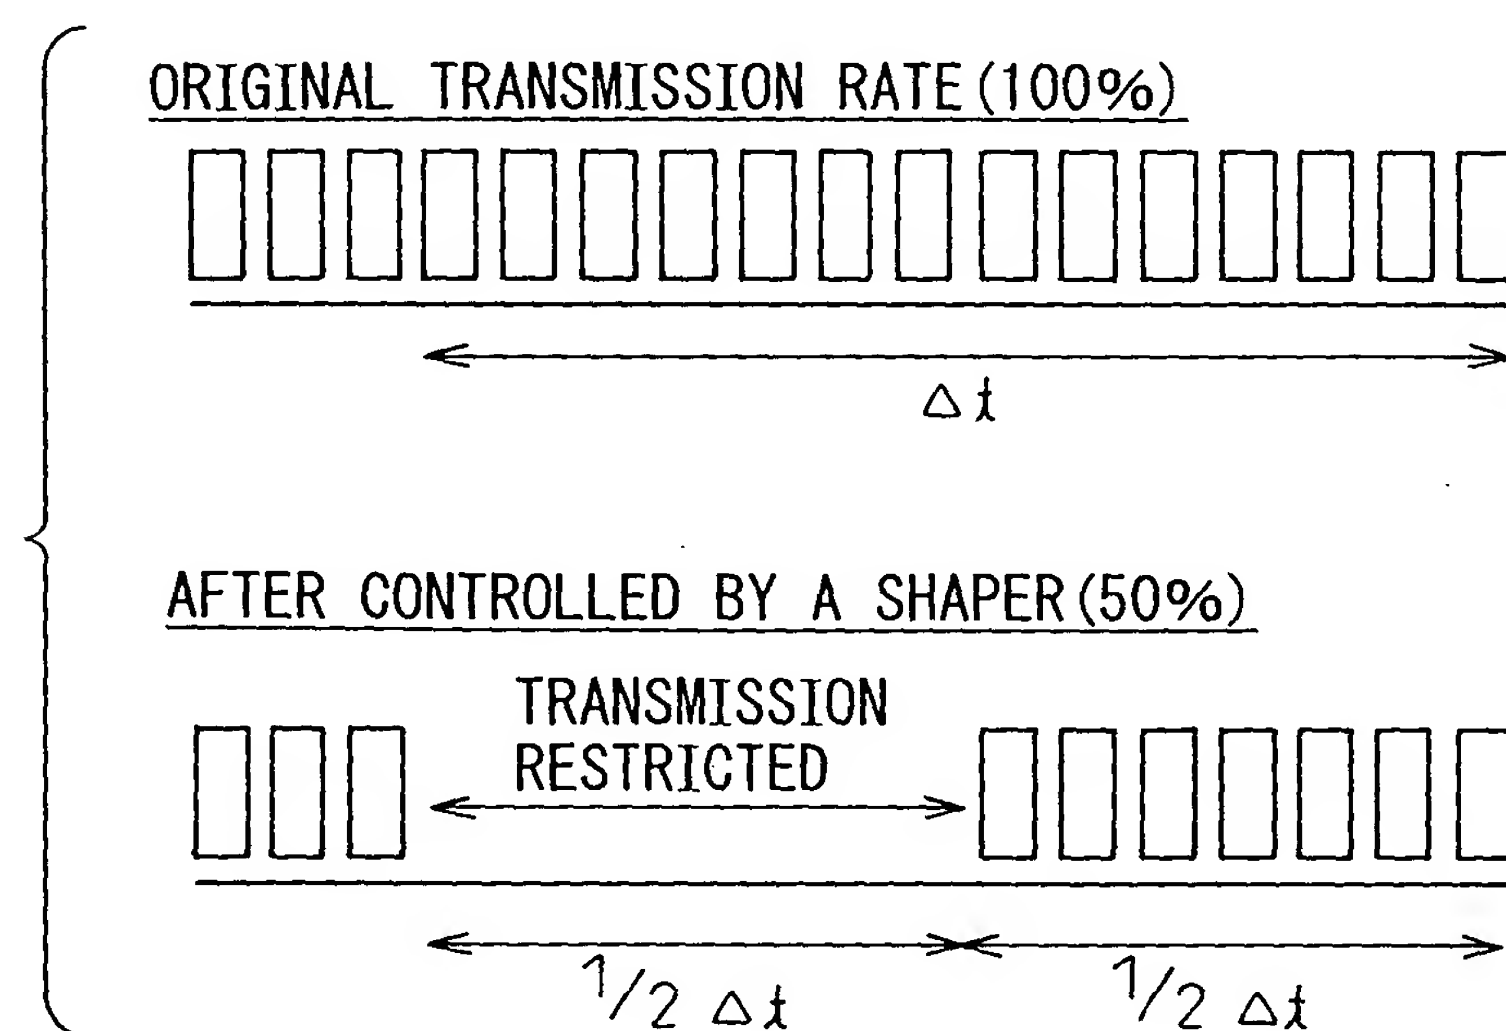 ORIGINAL TRANSMISSION RATE(100%)
Δt
AFTER CONTROLLED BY A SHAPER(50%)
TRANSMISSION
RESTRICTED
1/2 Δt 1/2 Δt